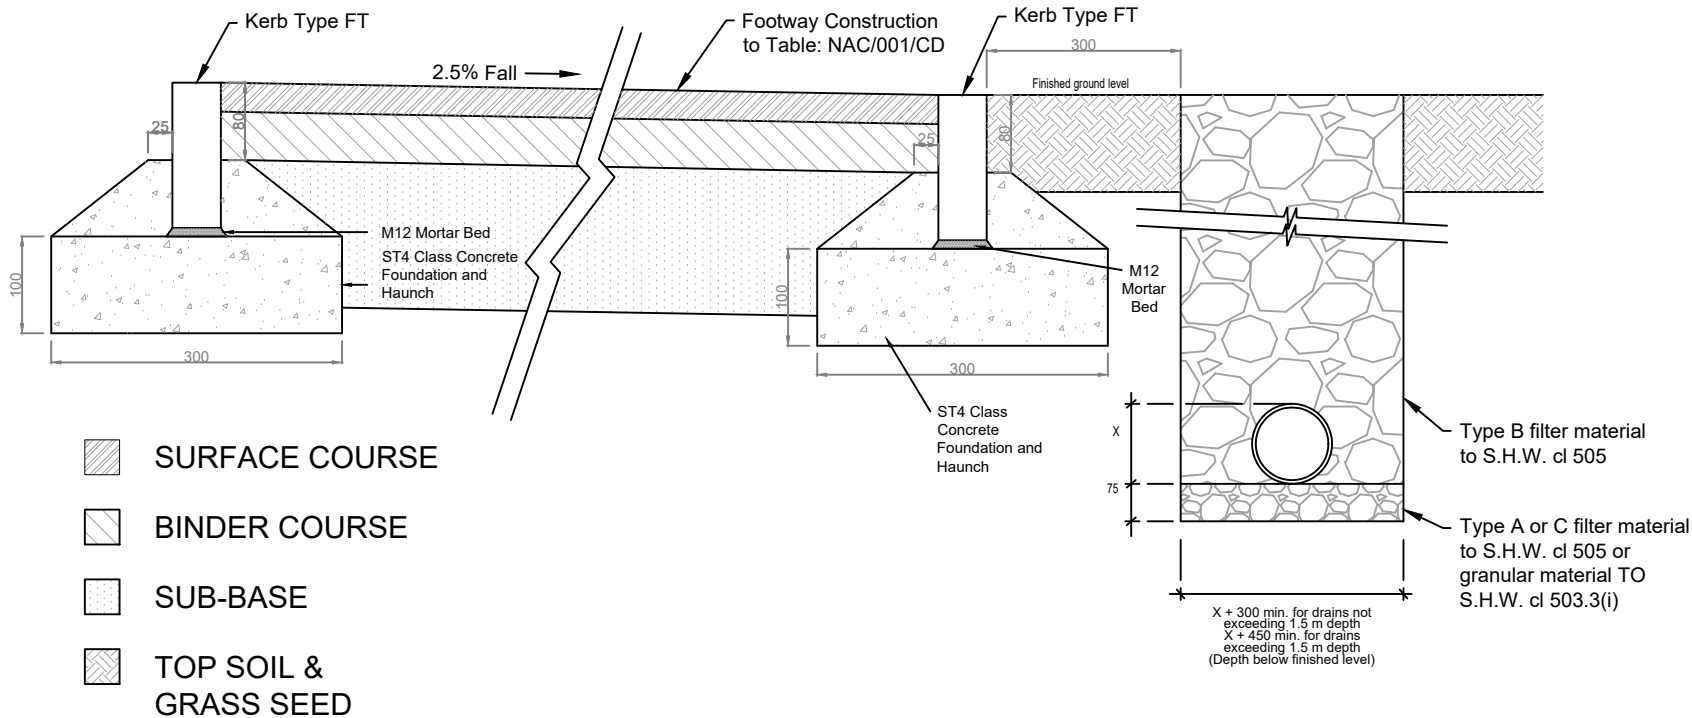 Kerb Type FT
Footway Construction
to Table: NAC/001/CD
Kerb Type FT
300
2.5% Fall
Finished ground level
25
80
25
80
M12 Mortar Bed
ST4 Class Concrete
Foundation and
Haunch
100
300
M12
Mortar
Bed
100
300
ST4 Class
Concrete
Foundation and
Haunch
X
75
Type B filter material
to S.H.W. cl 505
Type A or C filter material
to S.H.W. cl 505 or
granular material TO
S.H.W. cl 503.3(i)
X + 300 min. for drains not
exceeding 1.5 m depth
X + 450 min. for drains
exceeding 1.5 m depth
(Depth below finished level)
SURFACE COURSE
BINDER COURSE
SUB-BASE
TOP SOIL &
GRASS SEED